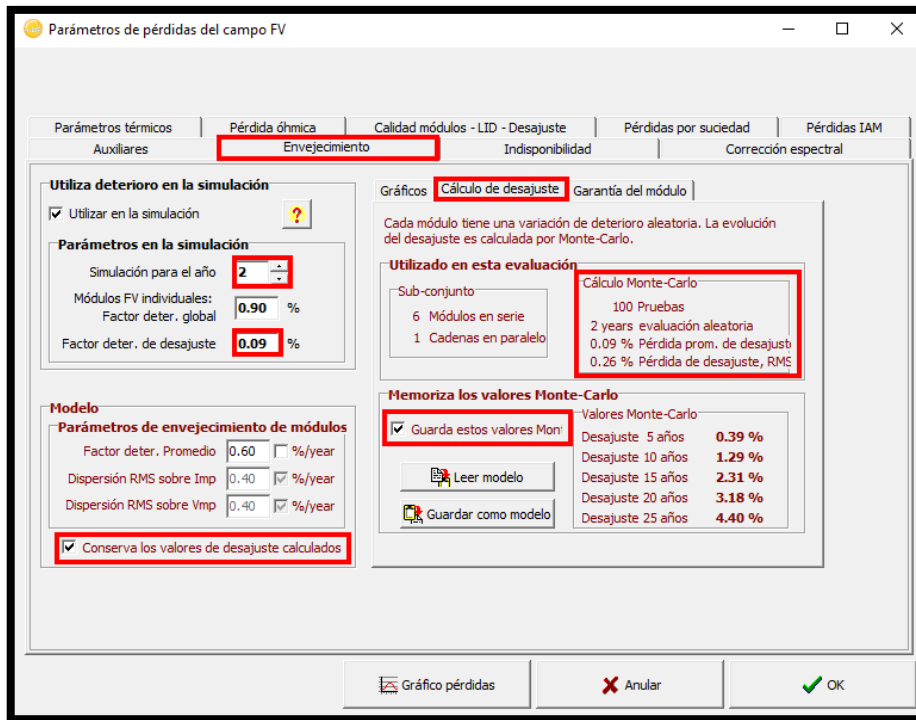 Parámetros de pérdidas del campo FV
Parámetros térmicos
Pérdida óhmica
Calidad módulos - LID - Desajuste
Pérdidas por suciedad
Pérdidas IAM
Auxiliares
Envejecimiento
Indisponibilidad
Corrección espectral
Utiliza deterioro en la simulación
Utilizar en la simulación
?
Parámetros en la simulación
Simulación para el año 2
Módulos FV individuales:
Factor deter. global 0.90 %
Factor deter. de desajuste 0.09 %
Modelo
Parámetros de envejecimiento de módulos
Factor deter. Promedio 0.60 %/year
Dispersión RMS sobre Imp 0.40 %/year
Dispersión RMS sobre Vmp 0.40 %/year
Conserva los valores de desajuste calculados
Gráficos
Cálculo de desajuste
Garantía del módulo
Cada módulo tiene una variación de deterioro aleatoria. La evolución
del desajuste es calculada por Monte-Carlo.
Utilizado en esta evaluación
Sub-conjunto
6 Módulos en serie
1 Cadenas en paralelo
Cálculo Monte-Carlo
100 Pruebas
2 years evaluación aleatoria
0.09 % Pérdida prom. de desajuste
0.26 % Pérdida de desajuste, RMS
Memoriza los valores Monte-Carlo
Guarda estos valores Mont
Leer modelo
Guardar como modelo
Valores Monte-Carlo
Desajuste 5 años 0.39 %
Desajuste 10 años 1.29 %
Desajuste 15 años 2.31 %
Desajuste 20 años 3.18 %
Desajuste 25 años 4.40 %
Gráfico pérdidas
Anular
OK